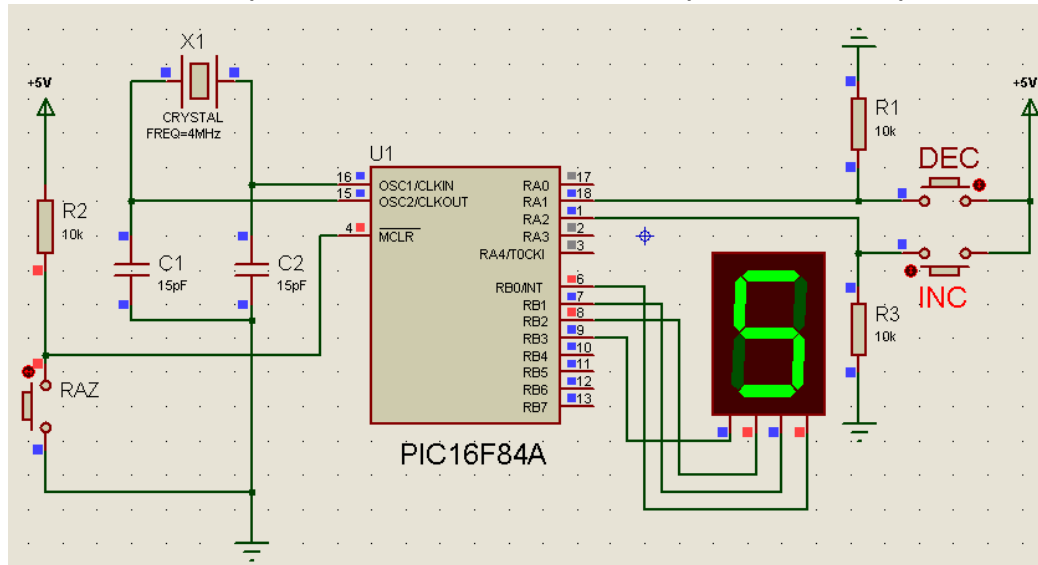 X1
CRYSTAL
FREQ=4MHz
+5V
R2
10k
C1
15pF
C2
15pF
RAZ
U1
16
15
4
OSC1/CLKIN
OSC2/CLKOUT
MCLR
RA0
RA1
RA2
RA3
RA4/T0CKI
RB0/INT
RB1
RB2
RB3
RB4
RB5
RB6
RB7
17
18
1
2
3
6
7
8
9
10
11
12
13
PIC16F84A
5
R1
10k
+5V
DEC
INC
R3
10k